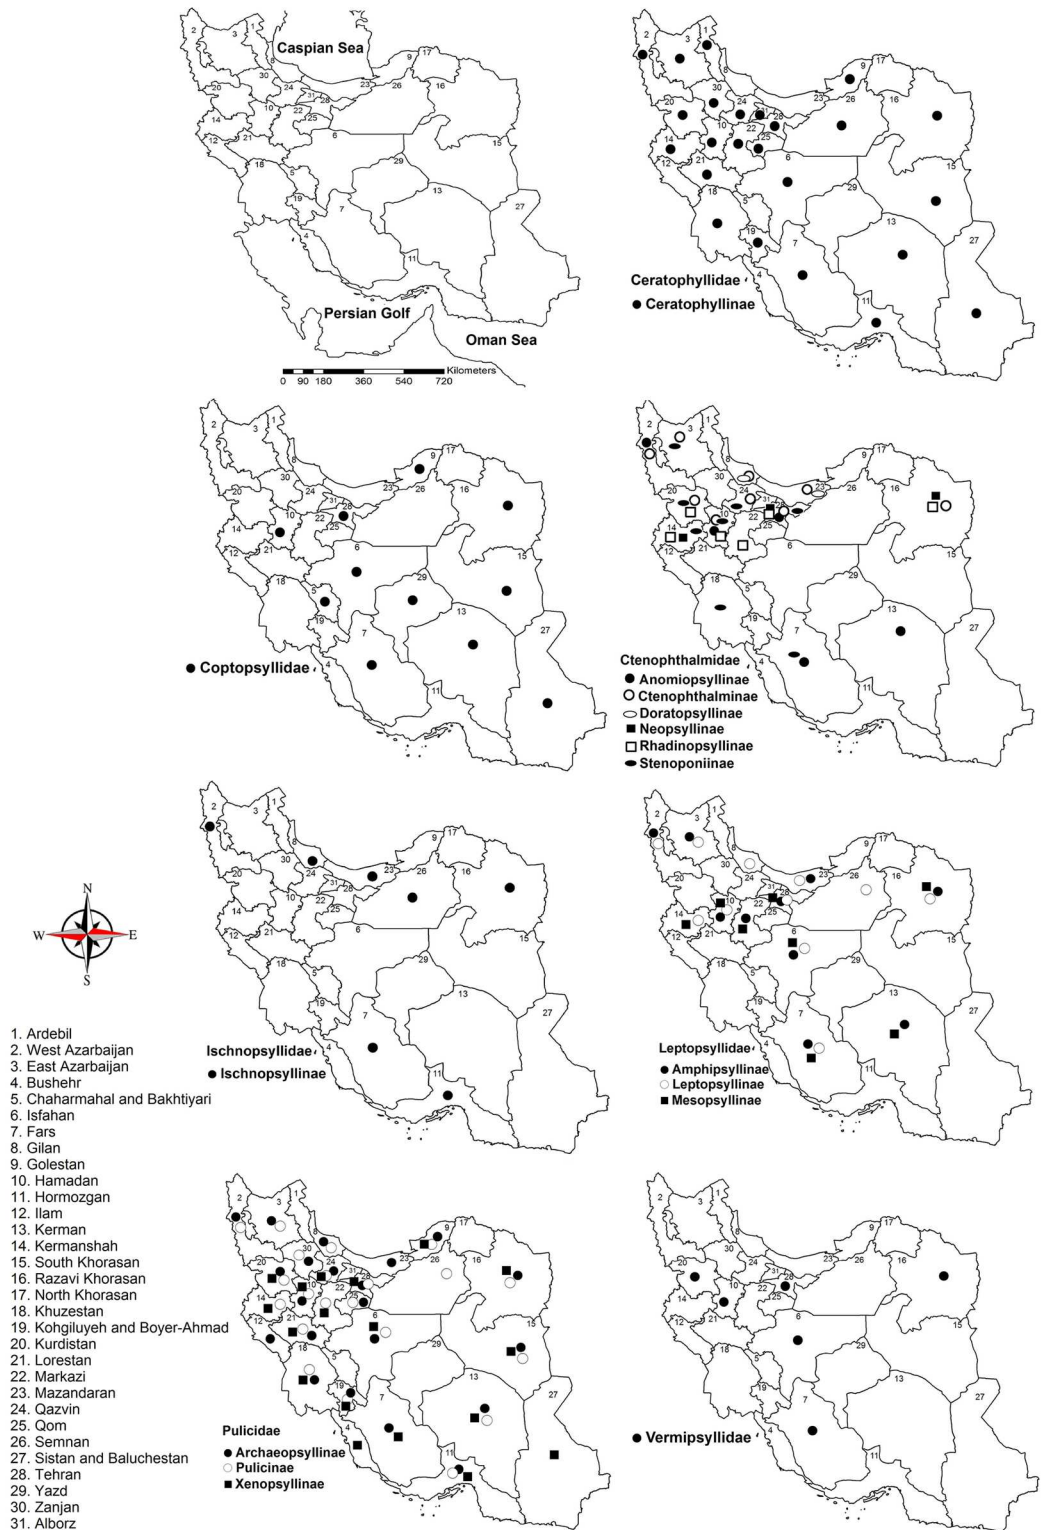 Caspian Sea
Persian Golf
Oman Sea
Kilometers
0 90 180 360 540 720
Ceratophyllidae
Ceratophyllinae
Coptopsyllidae
Ctenophthalmidae
Anomiopsyllinae
Ctenophthalminae
Doratopsyllinae
Neopsyllinae
Rhadinopsyllinae
Stenoponiinae
Ischnopsyllidae
Ischnopsyllinae
Leptopsyllidae
Amphipsyllinae
Leptopsyllinae
Mesopsyllinae
N
W E
S
1. Ardebil
2. West Azarbaijan
3. East Azarbaijan
4. Bushehr
5. Chaharmahal and Bakhtiyari
6. Isfahan
7. Fars
8. Gilan
9. Golestan
10. Hamadan
11. Hormozgan
12. Ilam
13. Kerman
14. Kermanshah
15. South Khorasan
16. Razavi Khorasan
17. North Khorasan
18. Khuzestan
19. Kohgiluyeh and Boyer-Ahmad
20. Kurdistan
21. Lorestan
22. Markazi
23. Mazandaran
24. Qazvin
25. Qom
26. Semnan
27. Sistan and Baluchestan
28. Tehran
29. Yazd
30. Zanjan
31. Alborz
Pulicidae
Archaeopsyllinae
Pulicinae
Xenopsyllinae
Vermipsyllidae